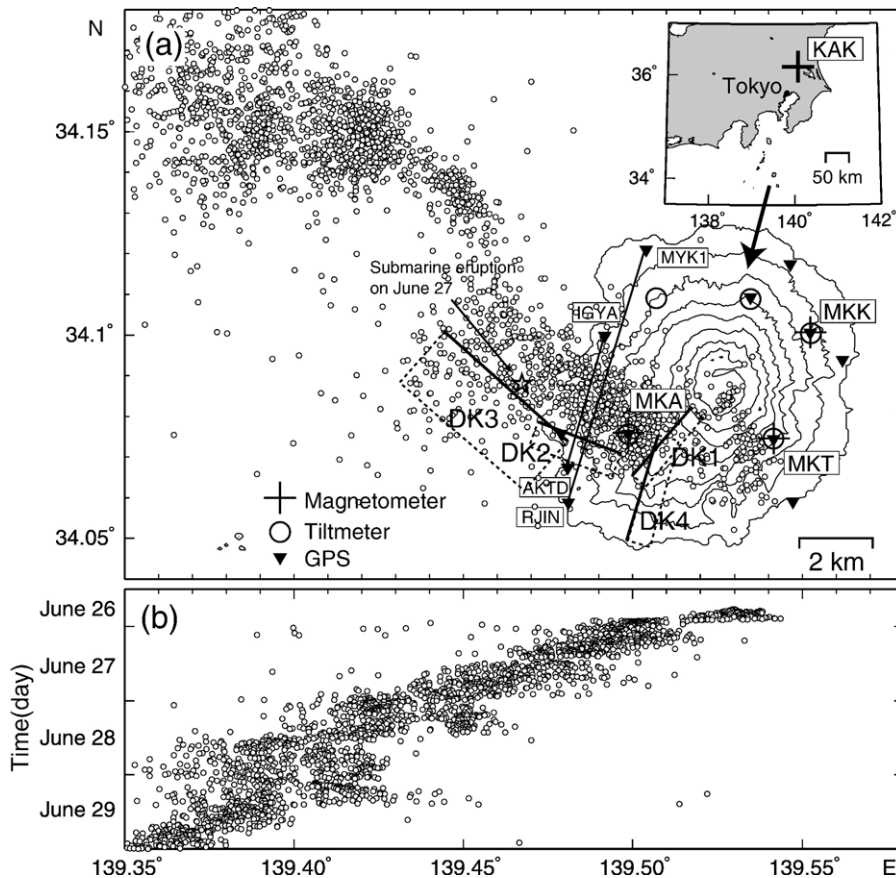 N
(a)
KAK
36°
Tokyo
34°
50 km
138°
140°
142°
34.15°
Submarine eruption
on June 27
MYK1
IGYA
MKK
34.1°
MKA
DK3
DK2
DK1
MKT
AKTD
RJIN
DK4
Magnetometer
Tiltmeter
GPS
34.05°
2 km
(b)
June 26
June 27
June 28
June 29
Time(day)
139.35°
139.40°
139.45°
139.50°
139.55°
E